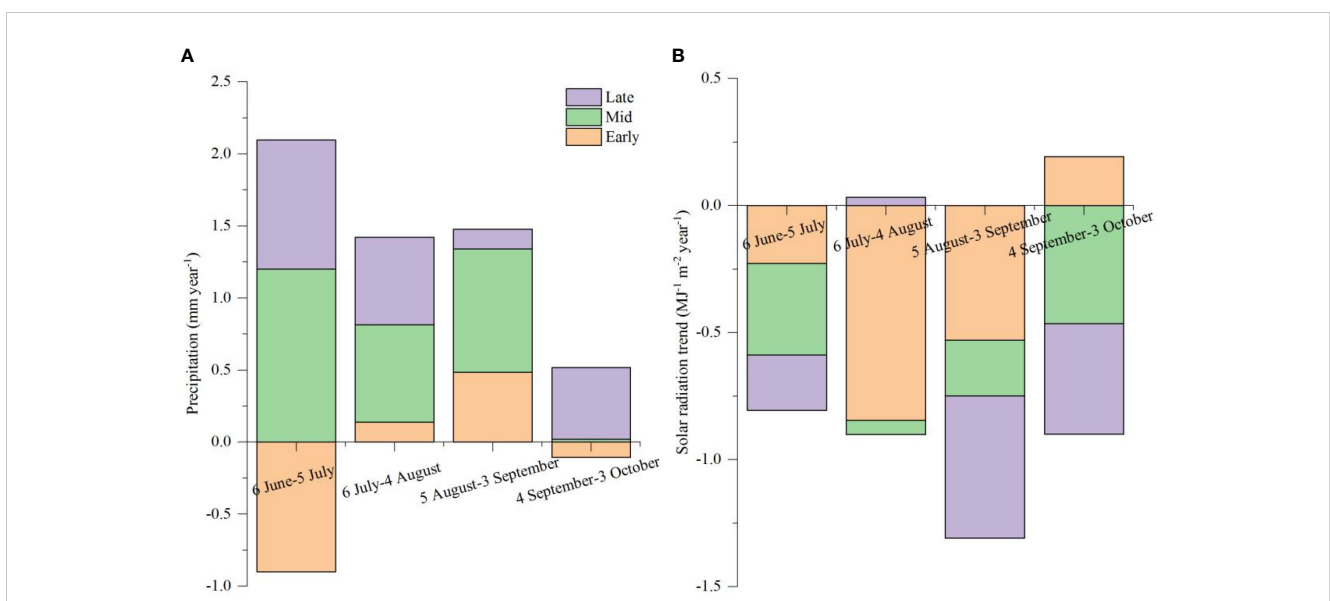 A
B
2.5
2.0
1.5
1.0
0.5
0.0
-0.5
-1.0
Precipitation (mm year⁻¹)
Late
Mid
Early
6 June-5 July
6 July-4 August
5 August-3 September
4 September-3 October
0.5
0.0
-0.5
-1.0
-1.5
Solar radiation trend (MJ⁻¹ m⁻² year⁻¹)
6 June-5 July
6 July-4 August
5 August-3 September
4 September-3 October